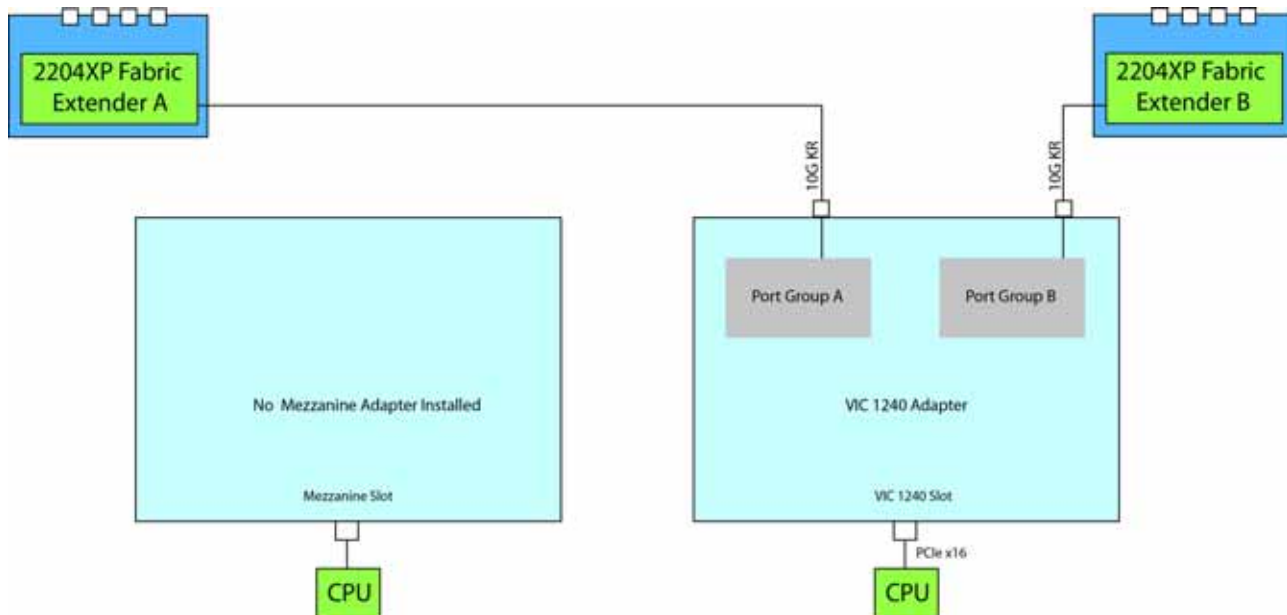 2204XP Fabric
Extender A
2204XP Fabric
Extender B
10G KR
10G KR
Port Group A
Port Group B
No Mezzanine Adapter Installed
VIC 1240 Adapter
Mezzanine Slot
VIC 1240 Slot
PCIe x16
CPU
CPU